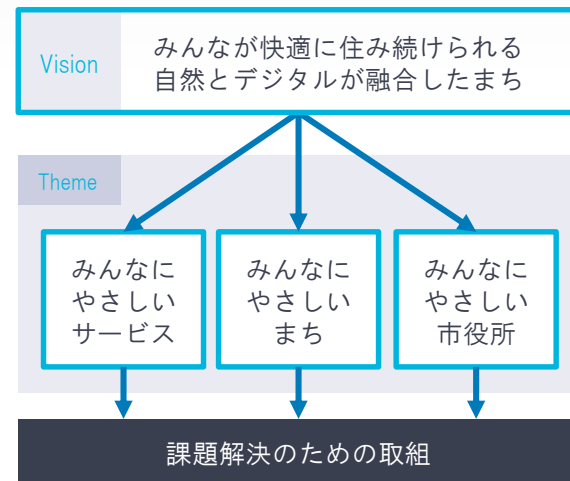 Vision
みんなが快適に住み続けられる
自然とデジタルが融合したまち
Theme
みんなに
やさしい
サービス
みんなに
やさしい
まち
みんなに
やさしい
市役所
課題解決のための取組